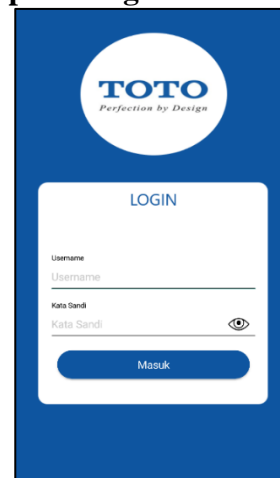 TOTO
Perfection by Design
LOGIN
Username
Username
Kata Sandi
Kata Sandi
Masuk